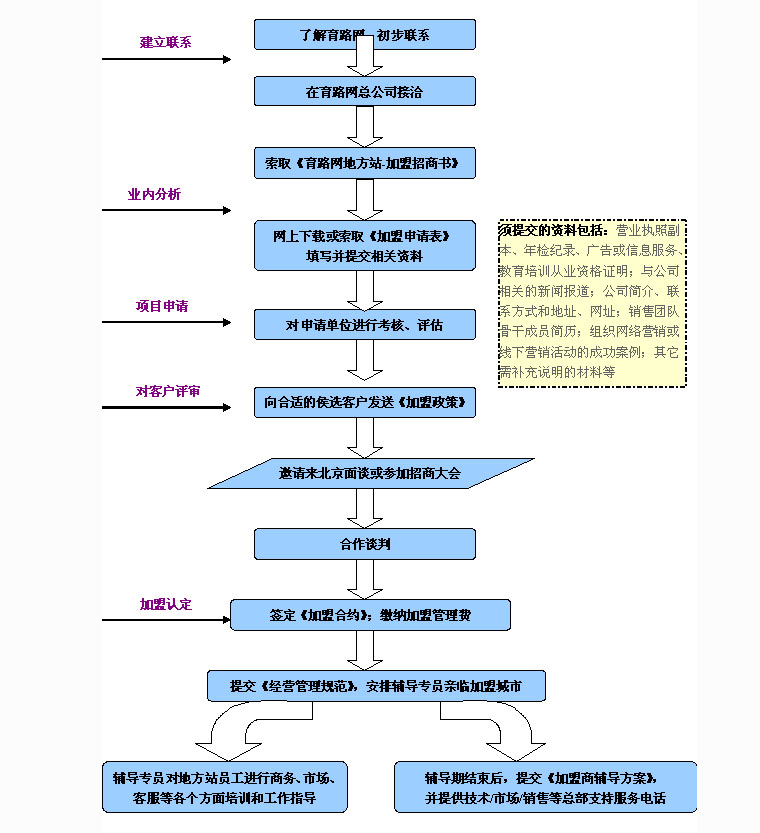 了解育路网 初步联系
建立联系
在育路网总公司接洽
索取《育路网地方站-加盟招商书》
业内分析
网上下载或索取《加盟申请表》
填写并提交相关资料
须提交的资料包括：营业执照副
本、年检纪录、广告或信息服务、
教育培训从业资格证明；与公司
相关的新闻报道；公司简介、联
系方式和地址、网址；销售团队
骨干成员简历；组织网络营销或
线下营销活动的成功案例；其它
需补充说明的材料等
项目申请
对申请单位进行考核、评估
对客户评审
向合适的侯选客户发送《加盟政策》
邀请来北京面谈或参加招商大会
合作谈判
加盟认定
签定《加盟合约》；缴纳加盟管理费
提交《经营管理规范》，安排辅导专员亲临加盟城市
辅导专员对地方站员工进行商务、市场、
客服等各个方面培训和工作指导
辅导期结束后，提交《加盟商辅导方案》，
并提供技术/市场/销售等总部支持服务电话